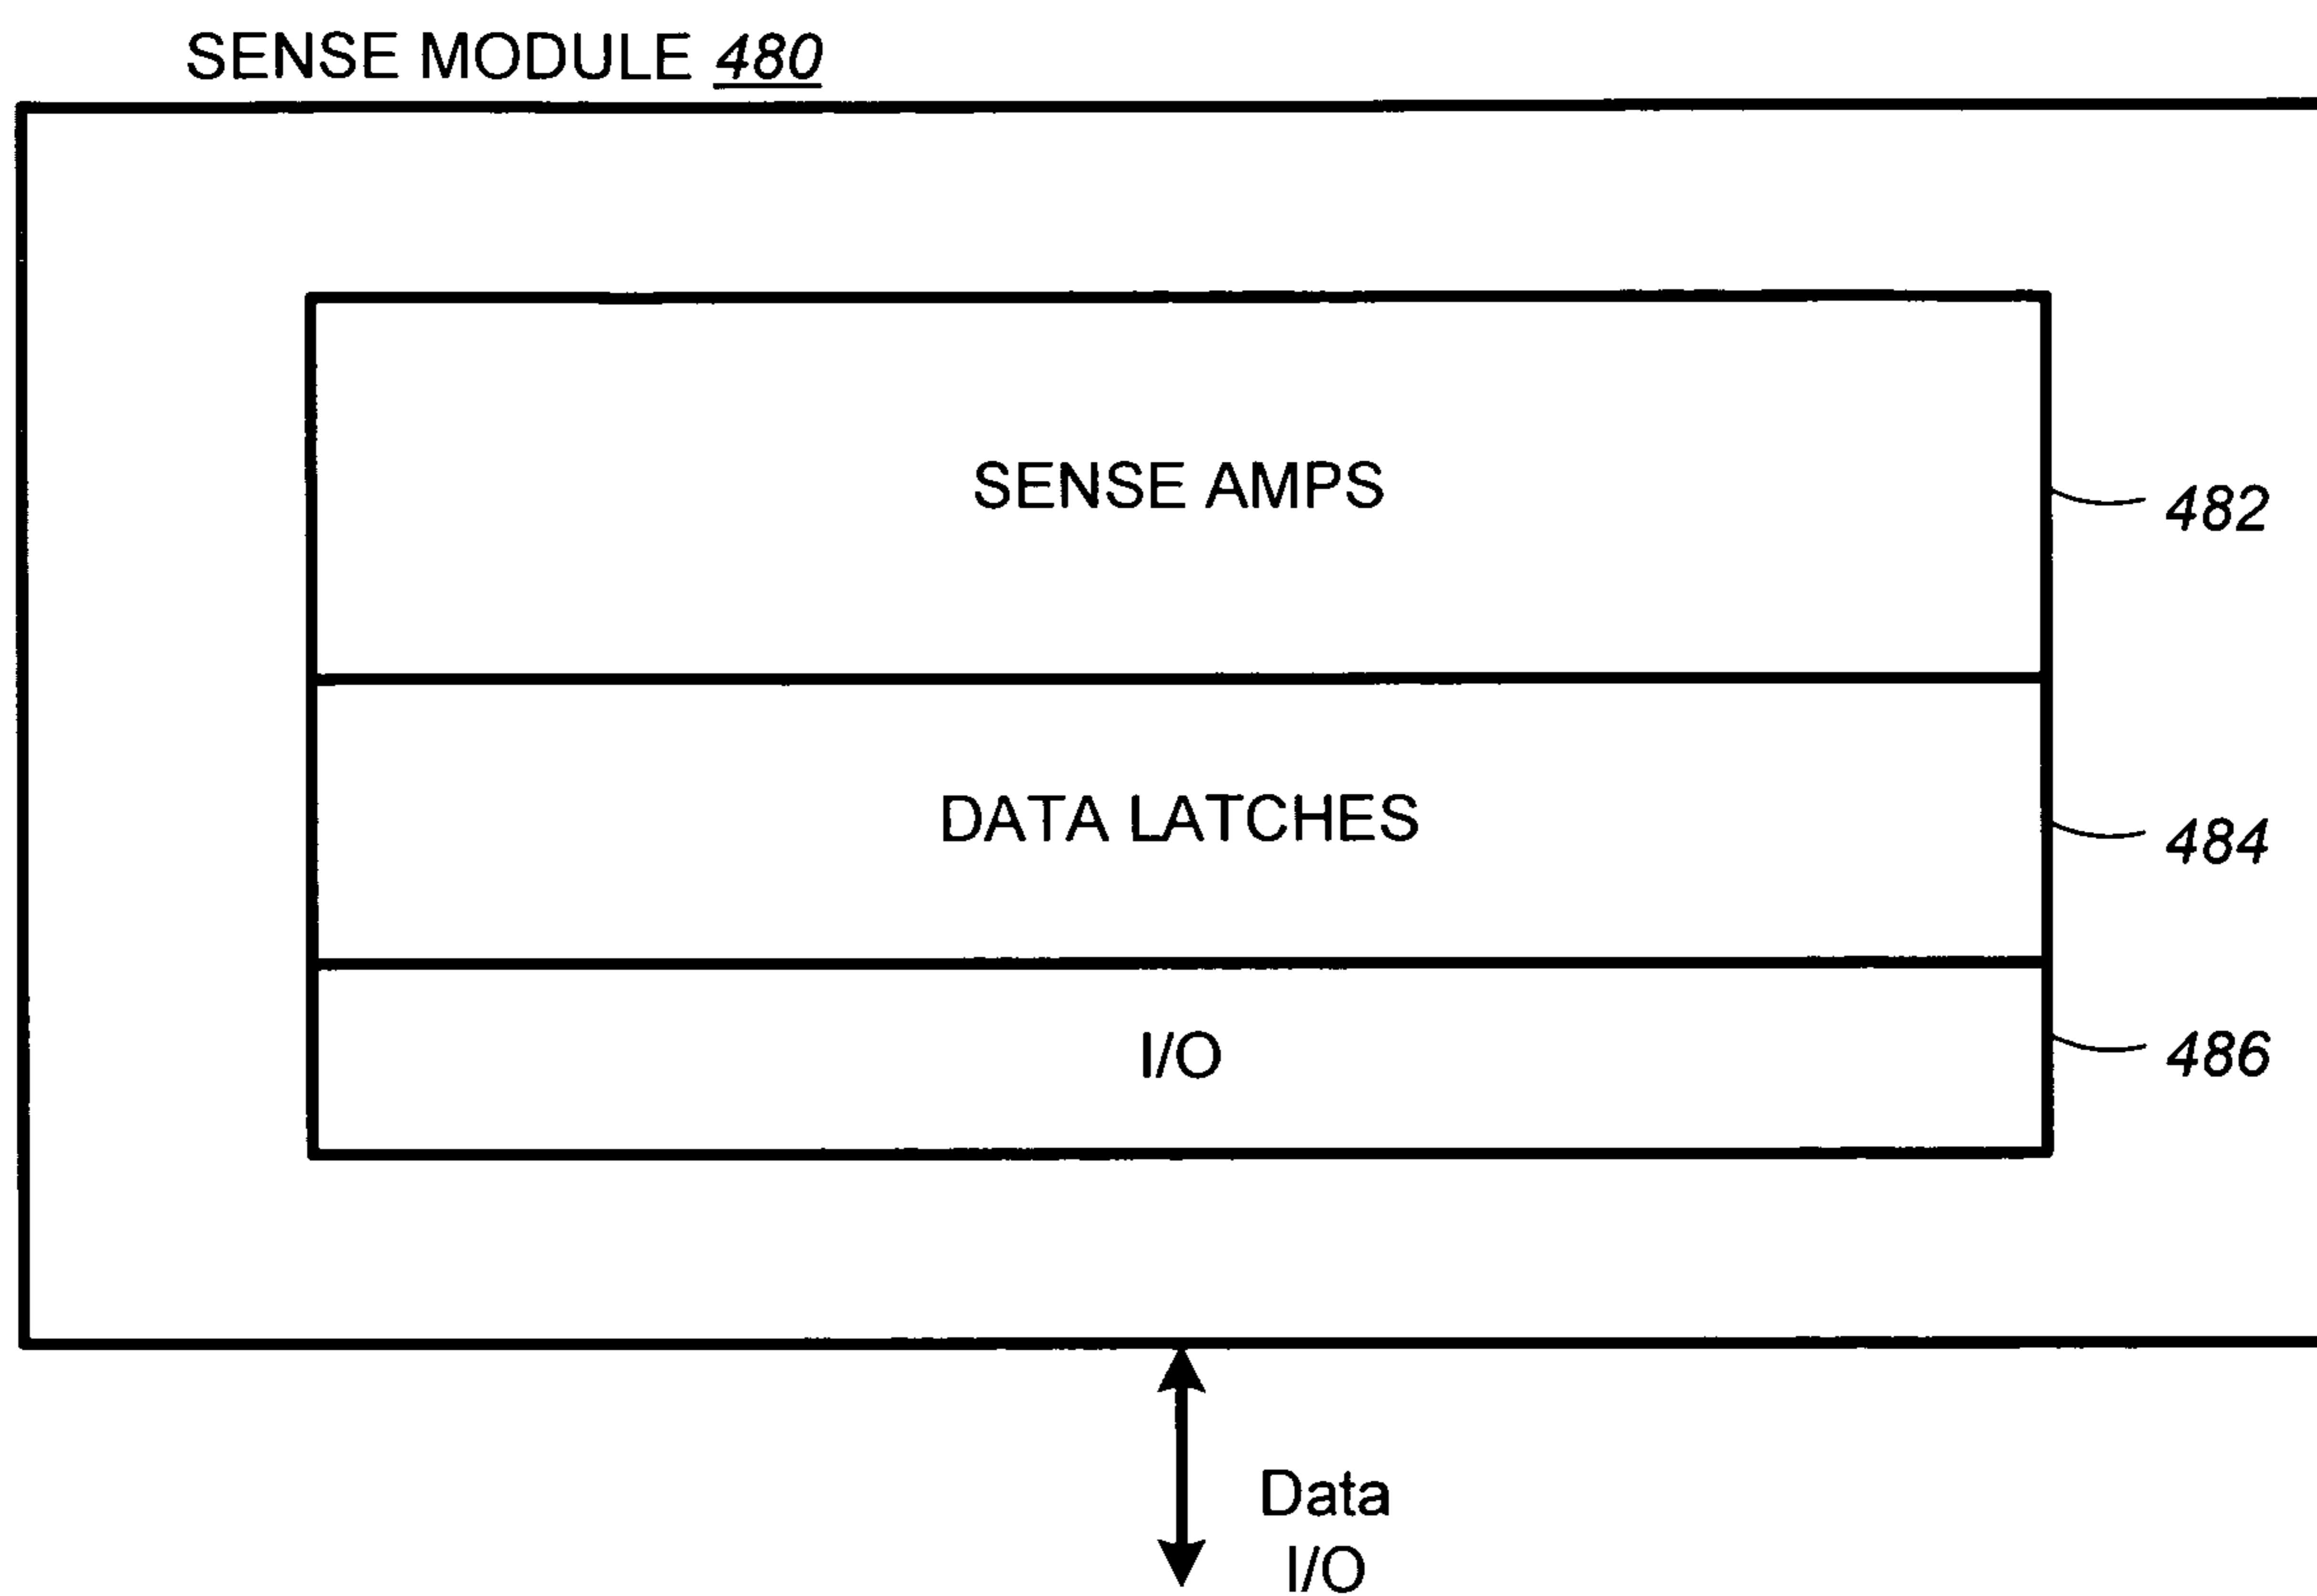 SENSE MODULE 480
SENSE AMPS
482
DATA LATCHES
484
I/O
486
Data
I/O